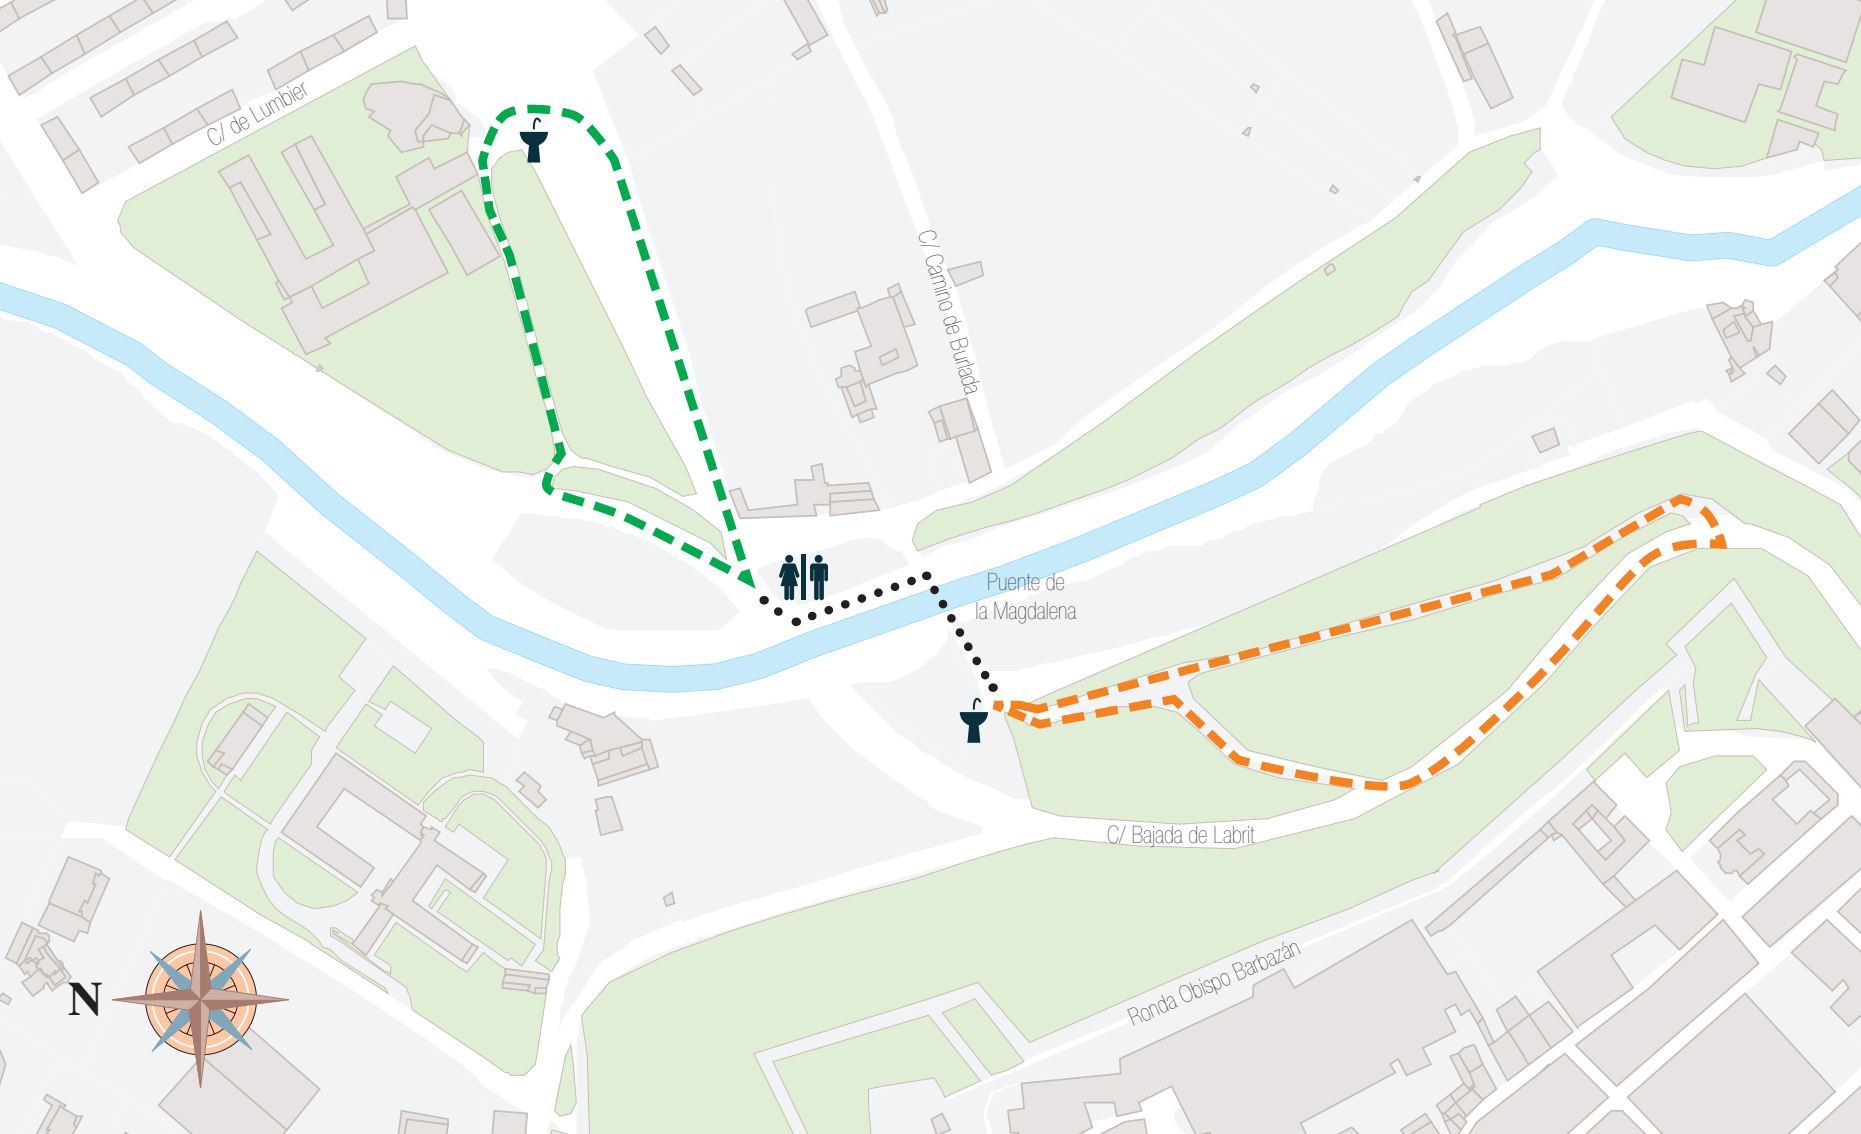 C/ de Lumbier
C/ Camino de Burlada
Puente de
la Magdalena
C/ Bajada de Labrit
Ronda Obispo Barbazán
N